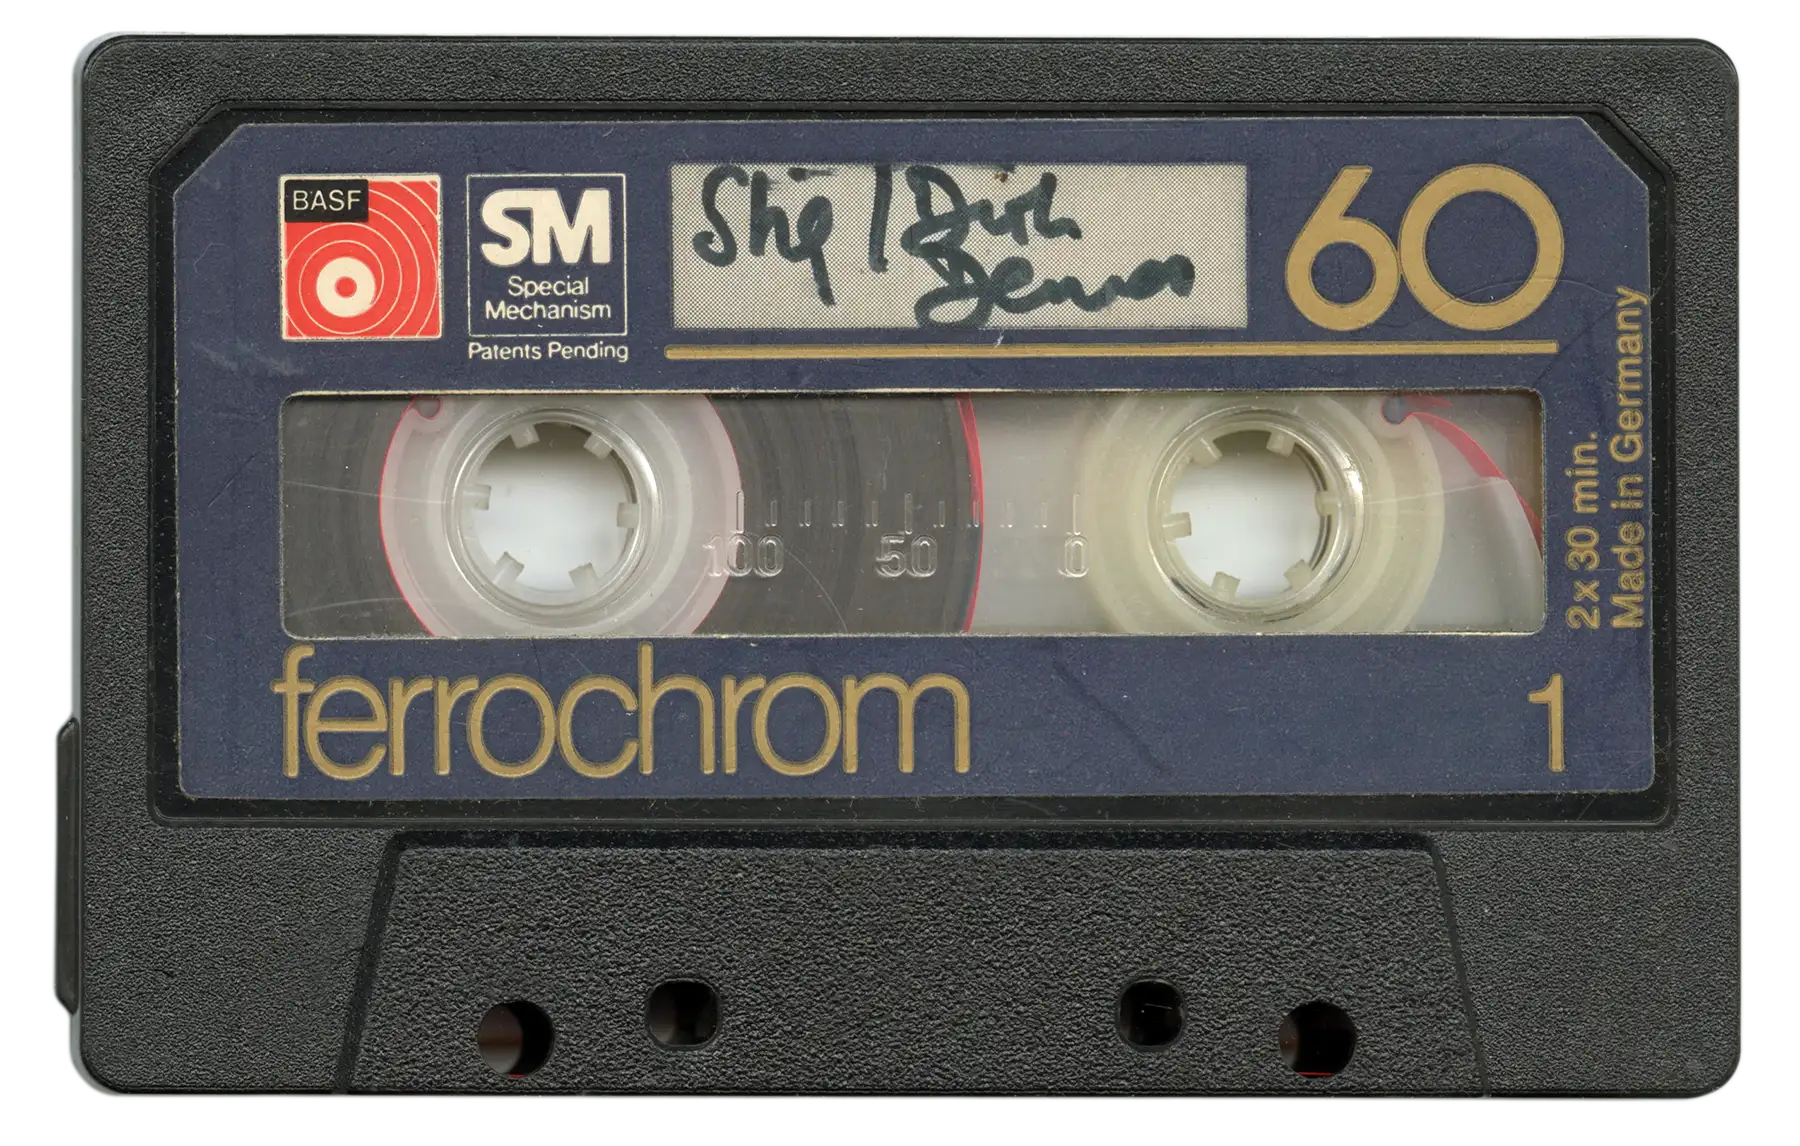 BASF
SM
Special
Mechanism
Patents Pending
60
100 50 0
2 x 30 min.
Made in Germany
ferrochrom
1